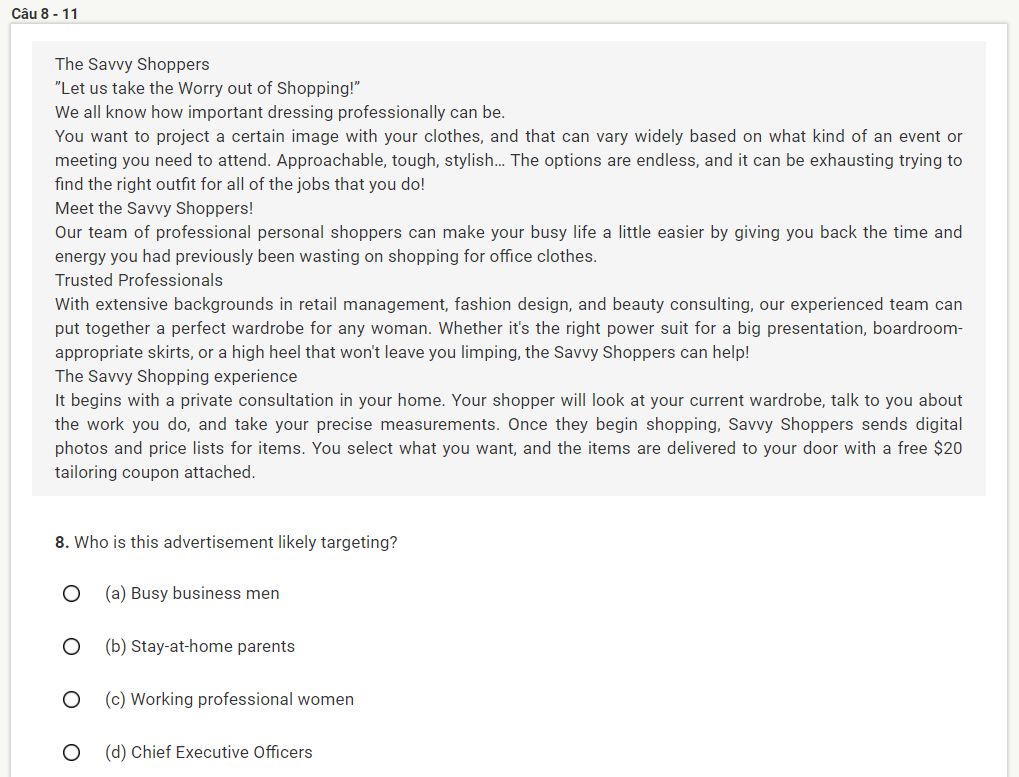 Câu 8 - 11
The Savvy Shoppers
"Let us take the Worry out of Shopping!"
We all know how important dressing professionally can be.
You want to project a certain image with your clothes, and that can vary widely based on what kind of an event or
meeting you need to attend. Approachable, tough, stylish... The options are endless, and it can be exhausting trying to
find the right outfit for all of the jobs that you do!
Meet the Savvy Shoppers!
Our team of professional personal shoppers can make your busy life a little easier by giving you back the time and
energy you had previously been wasting on shopping for office clothes.
Trusted Professionals
With extensive backgrounds in retail management, fashion design, and beauty consulting, our experienced team can
put together a perfect wardrobe for any woman. Whether it's the right power suit for a big presentation, boardroom-
appropriate skirts, or a high heel that won't leave you limping, the Savvy Shoppers can help!
The Savvy Shopping experience
It begins with a private consultation in your home. Your shopper will look at your current wardrobe, talk to you about
the work you do, and take your precise measurements. Once they begin shopping, Savvy Shoppers sends digital
photos and price lists for items. You select what you want, and the items are delivered to your door with a free $20
tailoring coupon attached.
8. Who is this advertisement likely targeting?
(a) Busy business men
(b) Stay-at-home parents
(c) Working professional women
(d) Chief Executive Officers